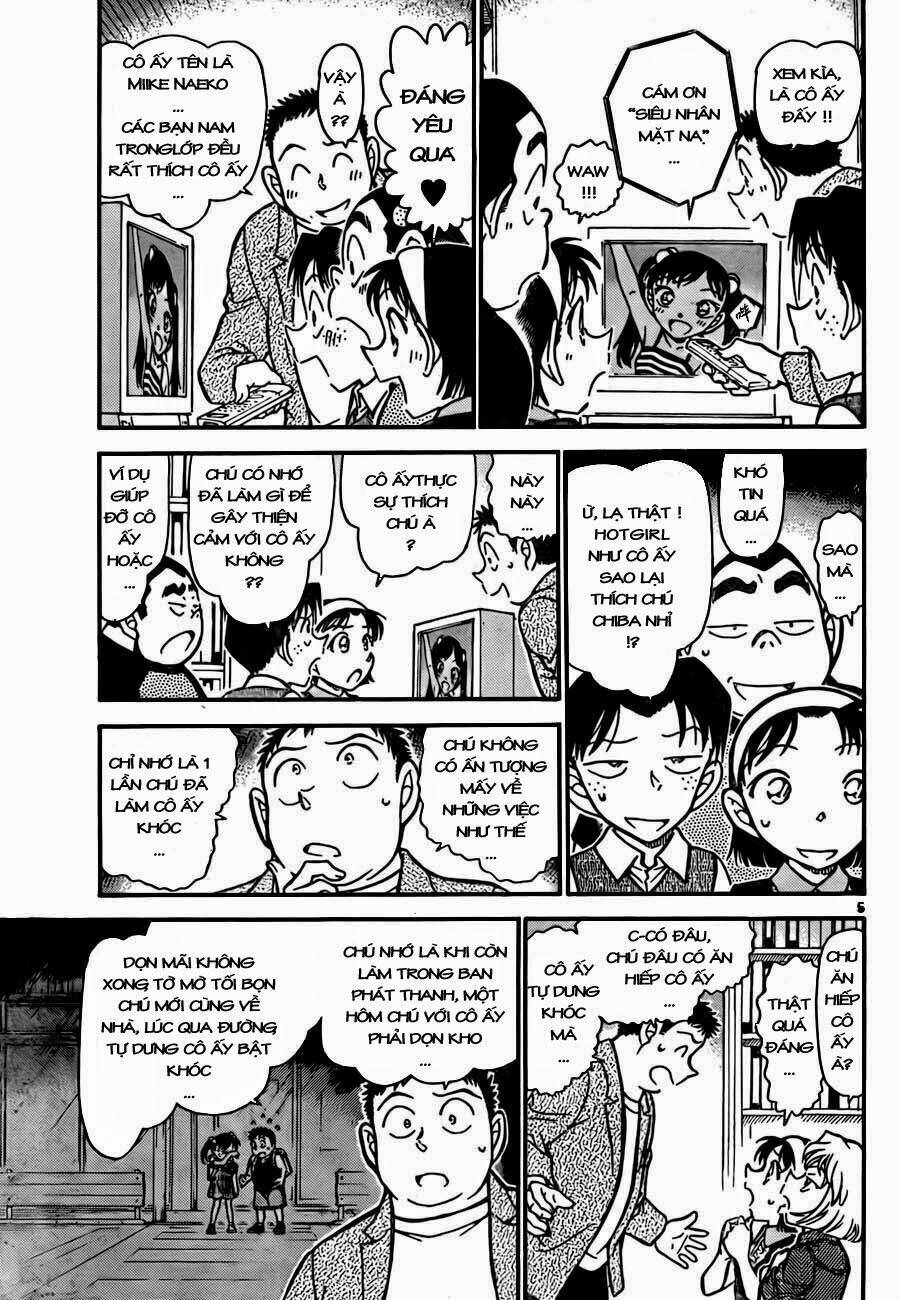 XEM KÌA,
LÀ CÔ ẤY
ĐẤY !!
CÁM ƠN
“SIÊU NHÂN
MẶT NẠ”
...
WAW
!!!
ĐÁNG
YÊU
QUÁ
VẬY
À
??
CÔ ẤY TÊN LÀ
MIIKE NAEKO
...
CÁC BẠN NAM
TRONGLỚP ĐỀU
RẤT THÍCH CÔ ẤY
...
SAO
MÀ
...
KHÓ
TIN
QUÁ
...
Ừ, LẠ THẬT !
HOTGIRL
NHƯ CÔ ẤY
SAO LẠI
THÍCH CHÚ
CHIBA NHỈ
!?
NÀY
NÀY
...
CÔ ẤYTHỰC
SỰ THÍCH
CHÚ À
?
CHÚ CÓ NHỚ
ĐÃ LÀM GÌ ĐỂ
GÂY THIỆN
CẢM VỚI CÔ ẤY
KHÔNG
??
VÍ DỤ
GIÚP
ĐỠ CÔ
ẤY
HOẶC
...
CHÚ KHÔNG
CÓ ẤN TƯỢNG
MẤY VỀ
NHỮNG VIỆC
NHƯ THẾ
...
CHỈ NHỚ LÀ 1
LẦN CHÚ ĐÃ
LÀM CÔ ẤY
KHÓC
...
5
CHÚ
ĂN
HIẾP
CÔ
ẤY
À?
THẬT
QUÁ
ĐÁNG
...
C-CÓ ĐÂU,
CHÚ ĐÂU CÓ ĂN
HIẾP CÔ ẤY
...
CÔ ẤY
TỰ DƯNG
KHÓC
MÀ
...
CHÚ NHỚ LÀ KHI CÒN
LÀM TRONG BAN
PHÁT THANH, MỘT
HÔM CHÚ VỚI CÔ ẤY
PHẢI DỌN KHO
...
DỌN MÃI KHÔNG
XONG, TỜ MỜ TỐI BỌN
CHÚ MỚI CÙNG VỀ
NHÀ, LÚC QUA ĐƯỜNG
TỰ DƯNG CÔ ẤY BẬT
KHÓC
...